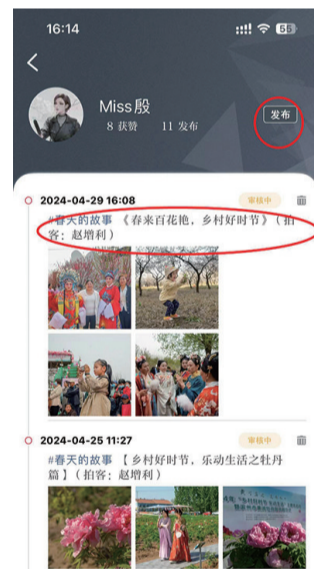 16:14
53
Miss殷
8 获赞 11 发布
发布
2024-04-29 16:08
审核中
#春天的故事 《春来百花艳，乡村好时节》（拍
客：赵增利）
2024-04-25 11:27
审核中
#春天的故事 【乡村好时节，乐动生活之牡丹
篇】（拍客：赵增利）